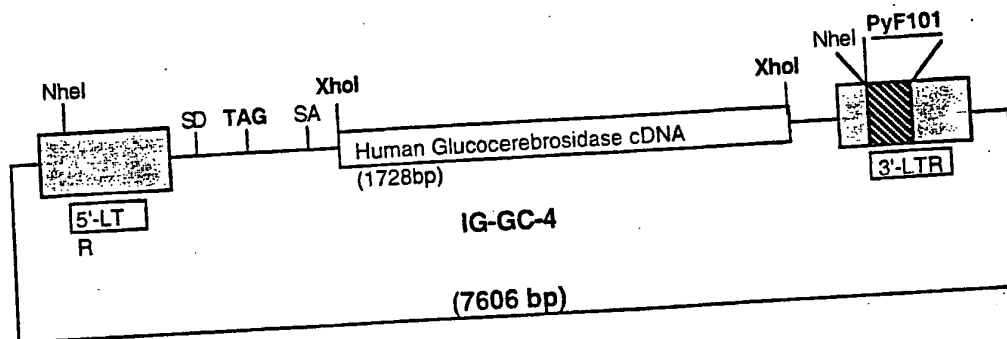 PyF101
NheI
XhoI
XhoI
NheI
SD TAG SA
Human Glucocerebrosidase cDNA
(1728bp)
3'-LTR
5'-LT
R
IG-GC-4
(7606 bp)